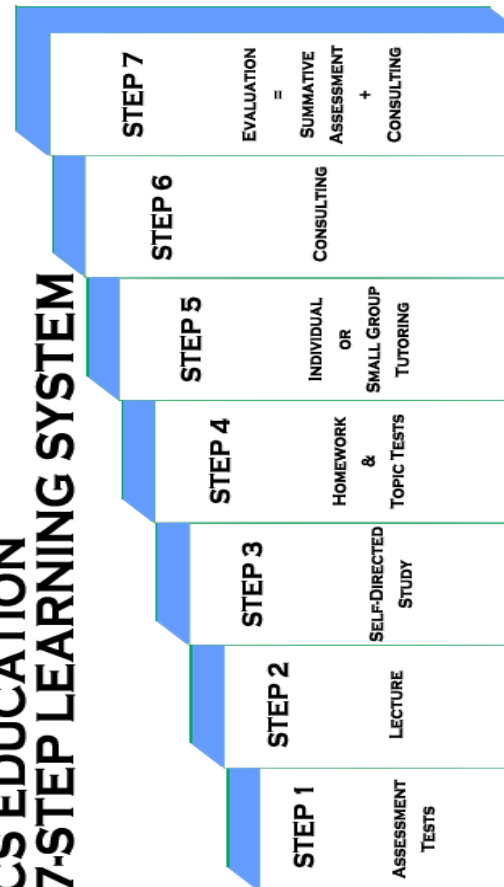 CS EDUCATION
7-STEP LEARNING SYSTEM
STEP 1
ASSESSMENT
TESTS
STEP 2
LECTURE
STEP 3
SELF-DIRECTED
STUDY
STEP 4
HOMEWORK
&
TOPIC TESTS
STEP 5
INDIVIDUAL
OR
SMALL GROUP
TUTORING
STEP 6
CONSULTING
STEP 7
EVALUATION
=
SUMMATIVE
ASSESSMENT
+
CONSULTING